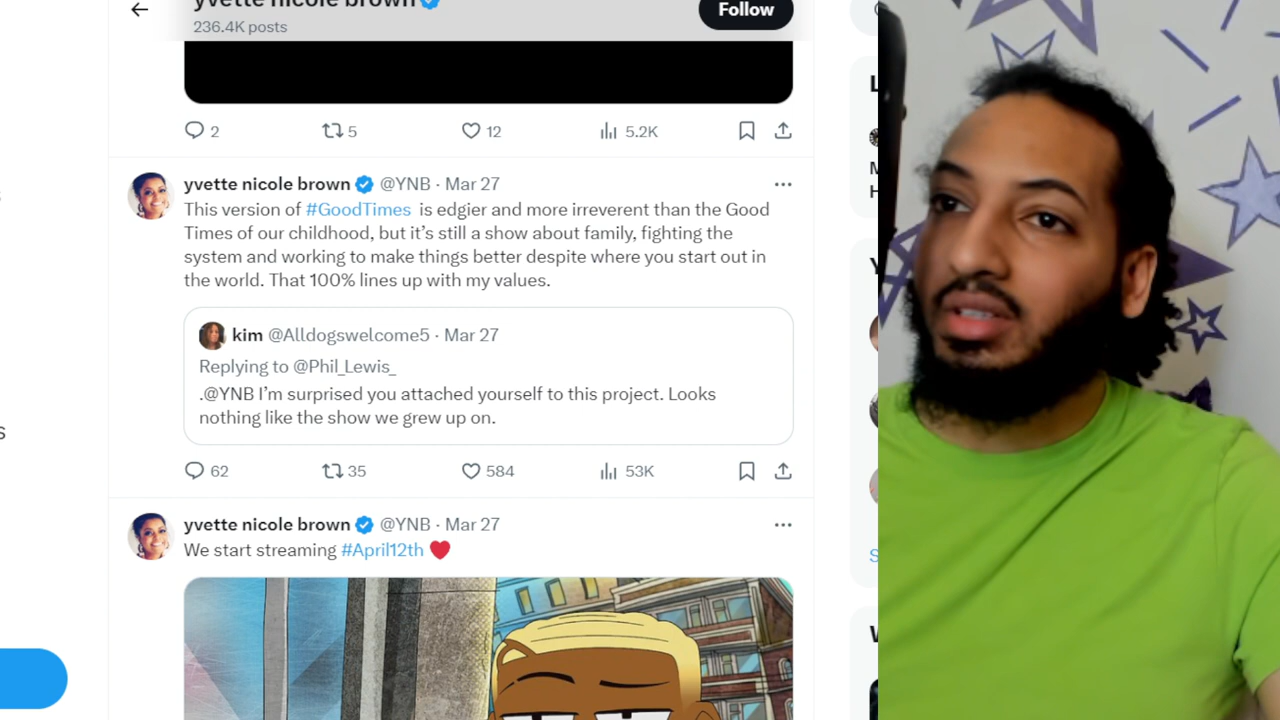 yvette nicole brown
236.4K posts
Follow
2 5 12 5.2K
yvette nicole brown @YNB · Mar 27
This version of #GoodTimes is edgier and more irreverent than the Good
Times of our childhood, but it’s still a show about family, fighting the
system and working to make things better despite where you start out in
the world. That 100% lines up with my values.
kim @Alldogswelcome5 · Mar 27
Replying to @Phil_Lewis_
.@YNB I’m surprised you attached yourself to this project. Looks
nothing like the show we grew up on.
62 35 584 53K
yvette nicole brown @YNB · Mar 27
We start streaming #April12th